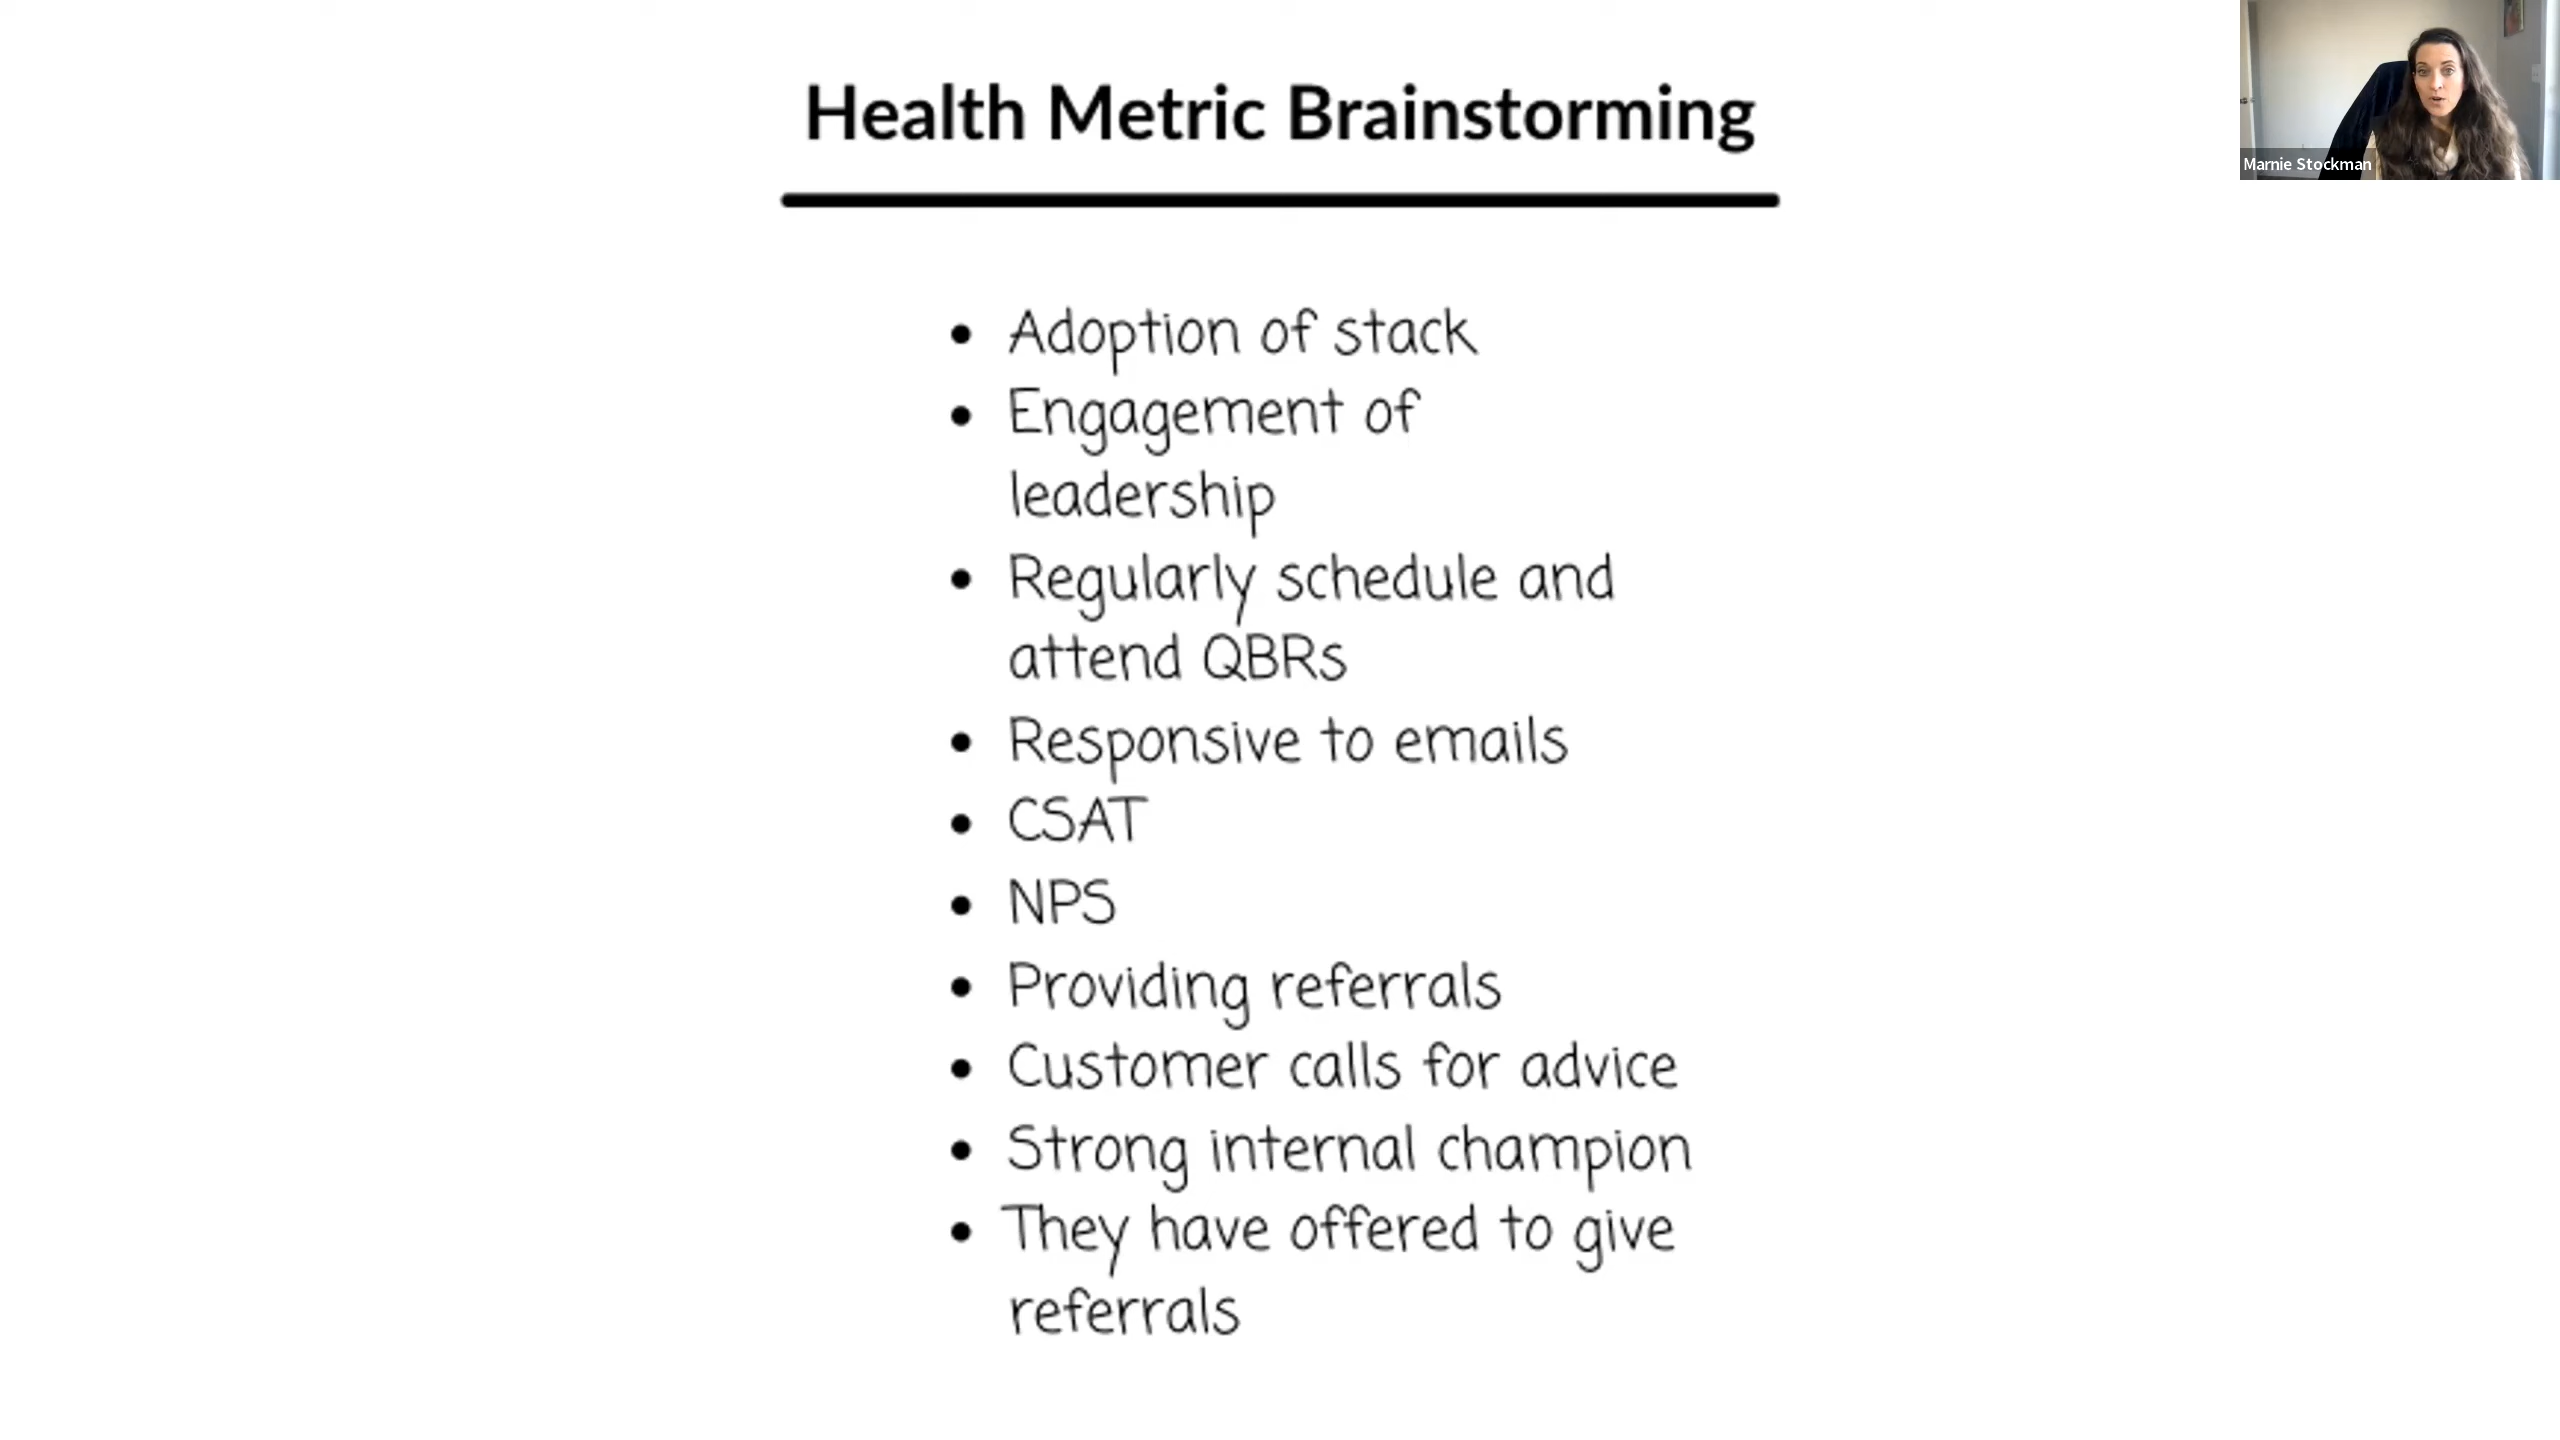 Health Metric Brainstorming
Marnie Stockman
• Adoption of stack
• Engagement of
leadership
• Regularly schedule and
attend QBRs
• Responsive to emails
• CSAT
• NPS
• Providing referrals
• Customer calls for advice
• Strong internal champion
• They have offered to give
referrals